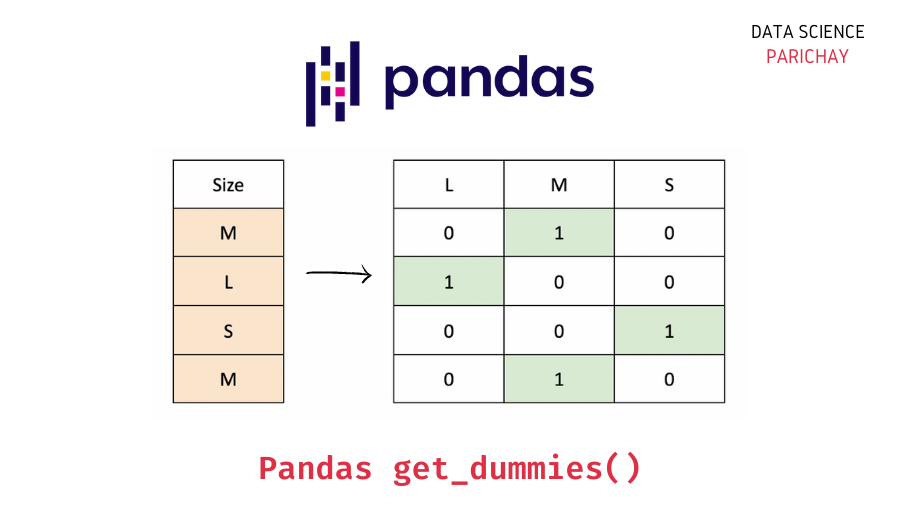 DATA SCIENCE
PARICHAY
pandas
Size L M S
M 0 1 0
L 1 0 0
S 0 0 1
M 0 1 0
Pandas get_dummies()